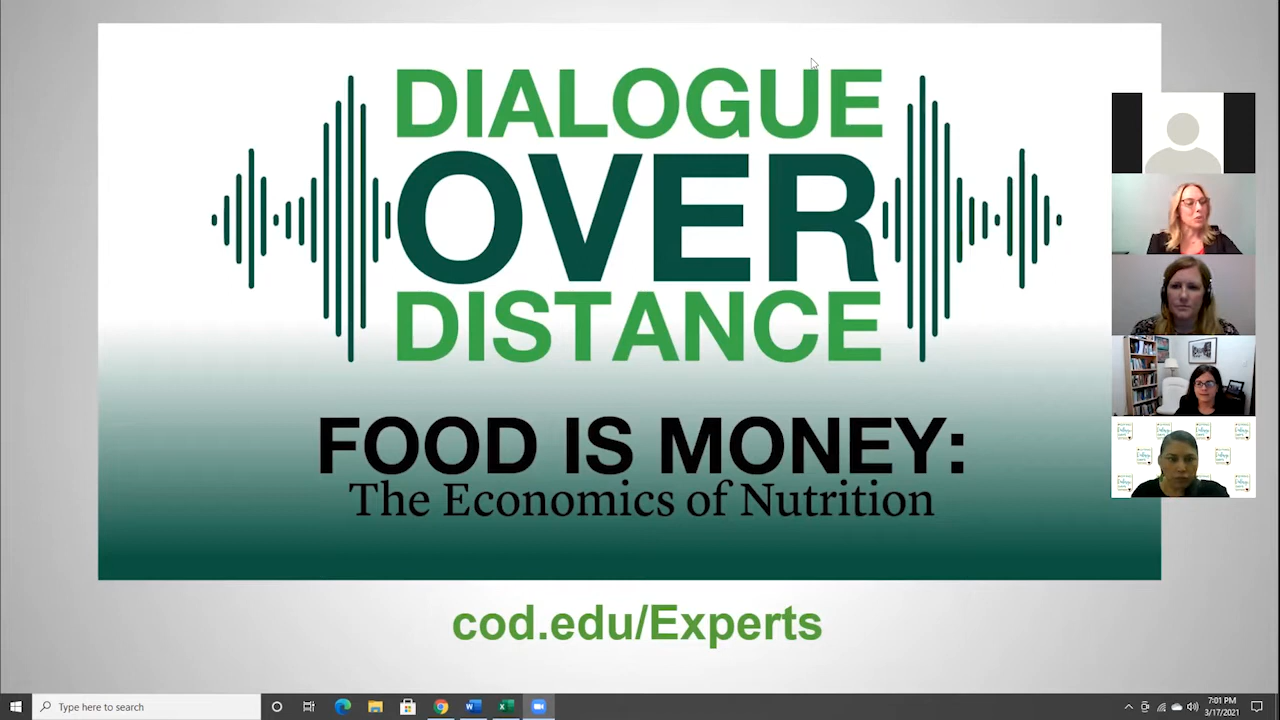 DIALOGUE
OVER
DISTANCE
FOOD IS MONEY:
The Economics of Nutrition
cod.edu/Experts
Type here to search
7:01 PM
3/17/2021